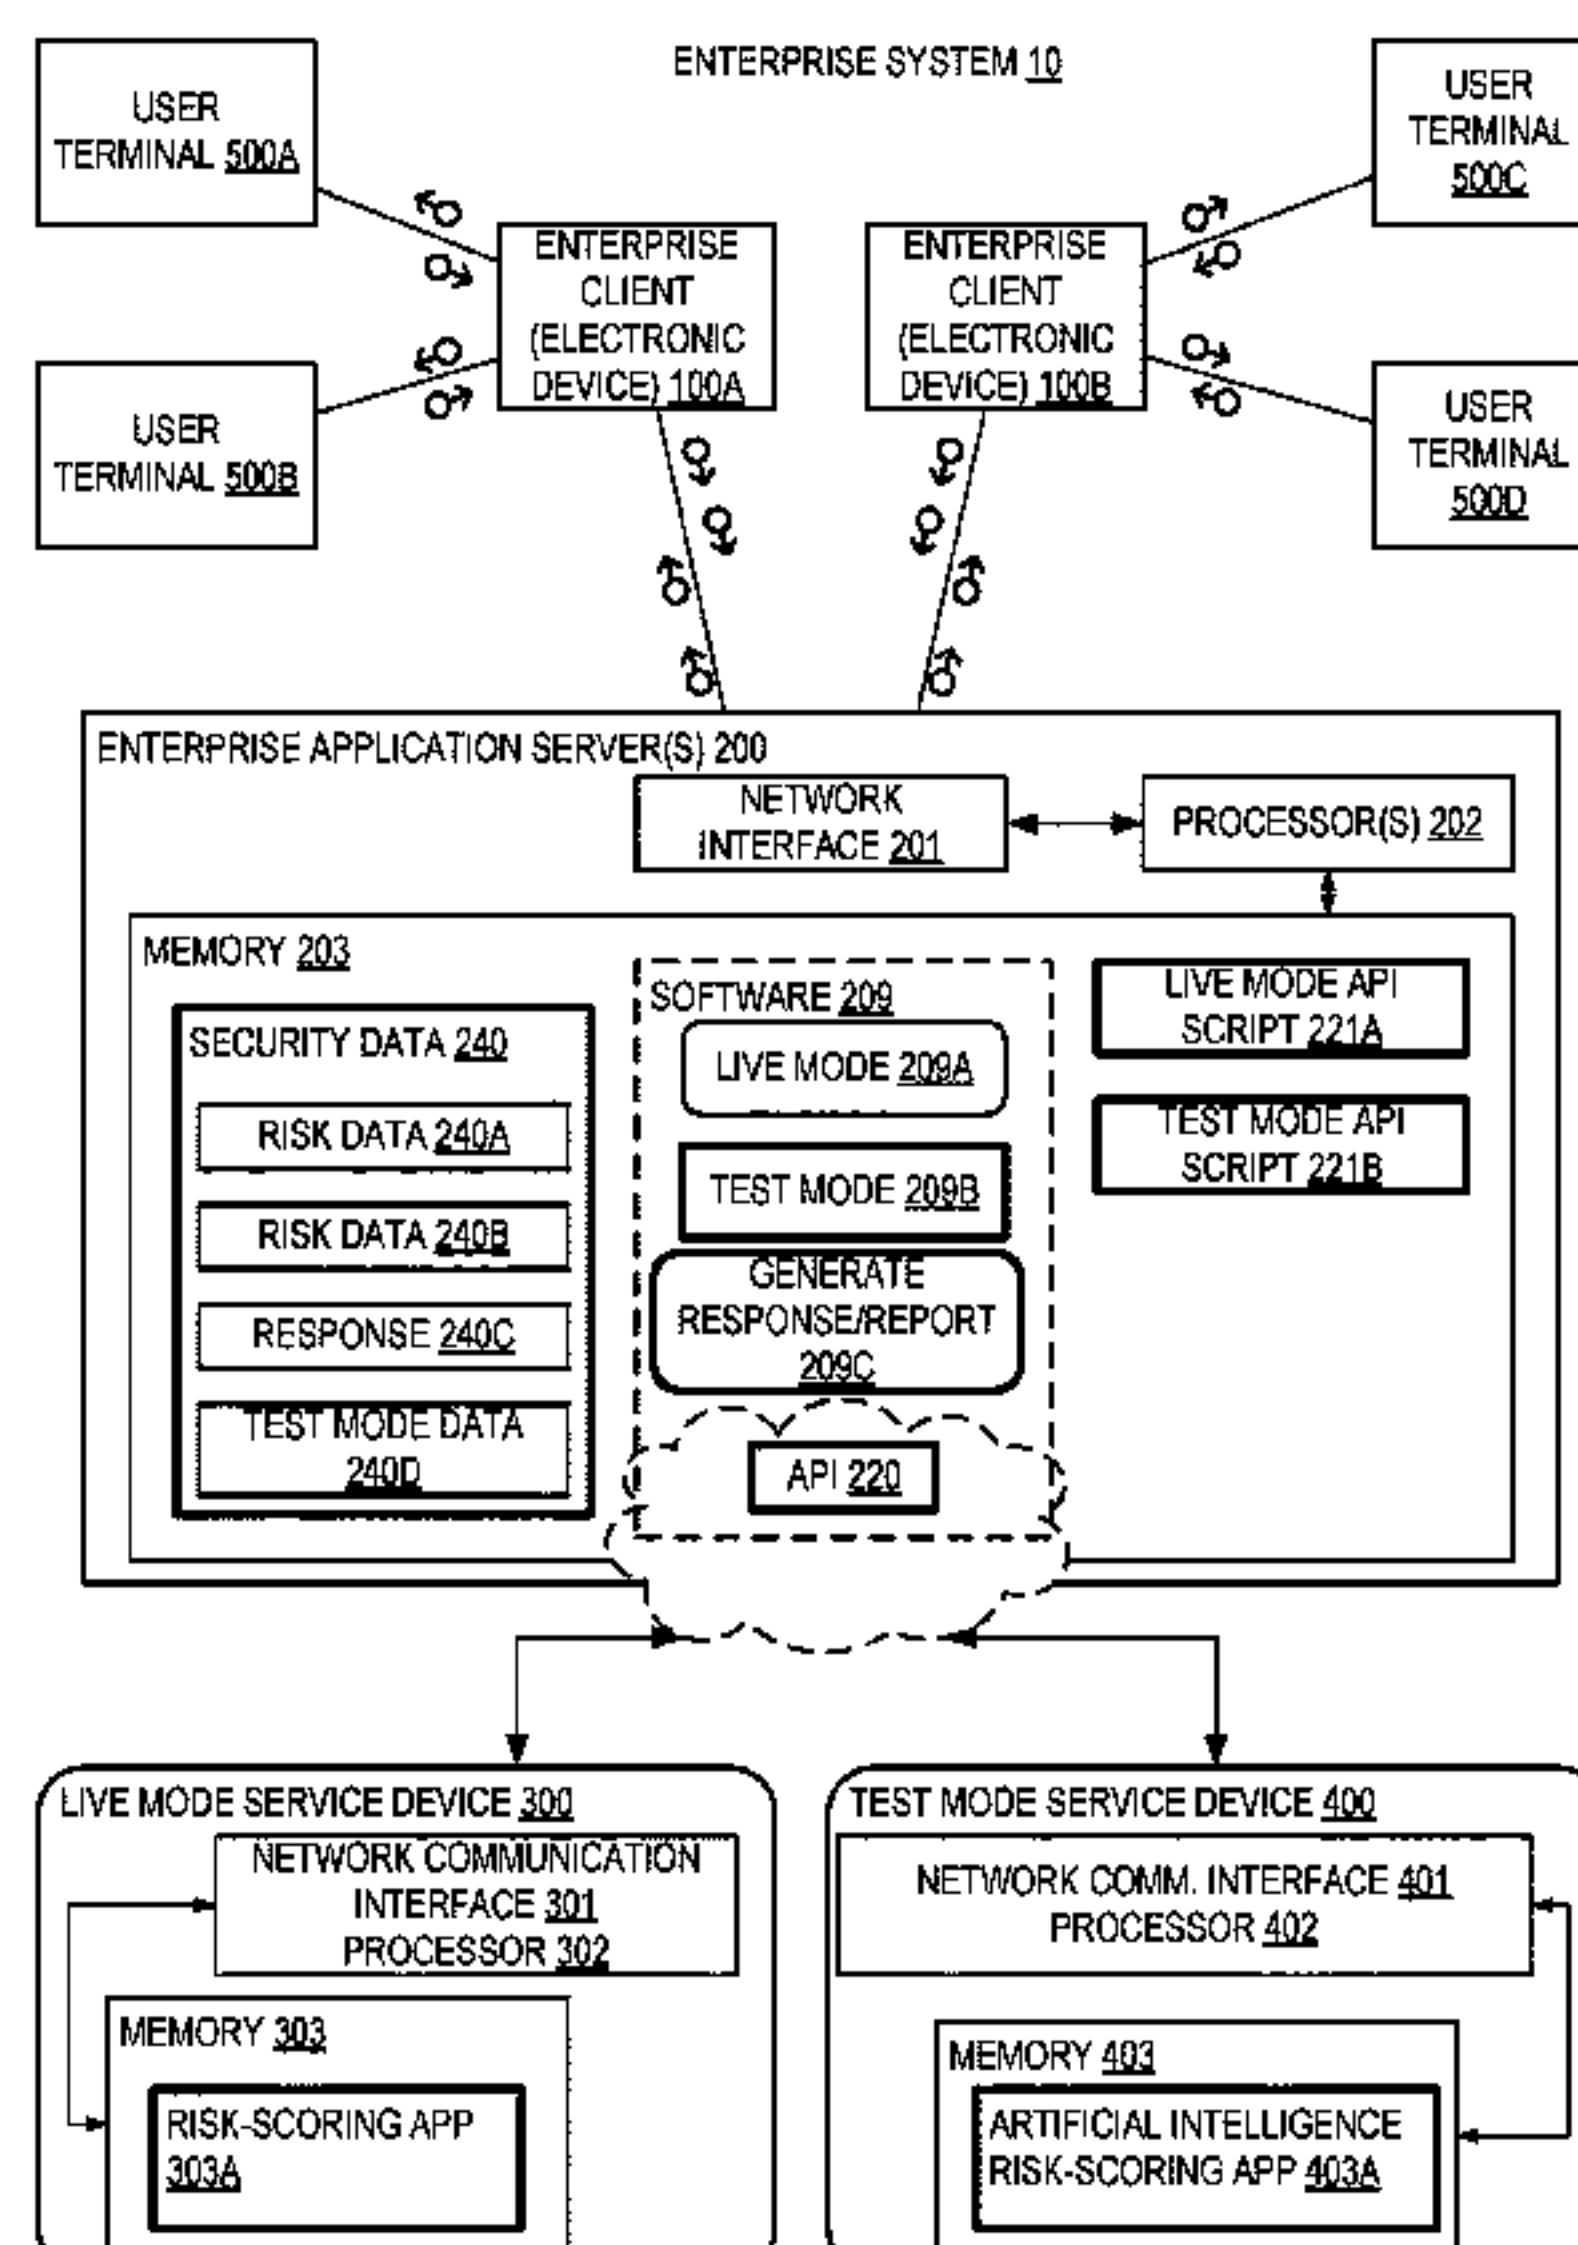 ENTERPRISE SYSTEM 10
USER
TERMINAL 500A
USER
TERMINAL
500C
ENTERPRISE
CLIENT
(ELECTRONIC
DEVICE) 100A
ENTERPRISE
CLIENT
(ELECTRONIC
DEVICE) 100B
USER
TERMINAL 500B
USER
TERMINAL
500D
ENTERPRISE APPLICATION SERVER(S) 200
NETWORK
INTERFACE 201
PROCESSOR(S) 202
MEMORY 203
SECURITY DATA 240
RISK DATA 240A
RISK DATA 240B
RESPONSE 240C
TEST MODE DATA
240D
SOFTWARE 209
LIVE MODE 209A
TEST MODE 209B
GENERATE
RESPONSE/REPORT
209C
API 220
LIVE MODE API
SCRIPT 221A
TEST MODE API
SCRIPT 221B
LIVE MODE SERVICE DEVICE 300
NETWORK COMMUNICATION
INTERFACE 301
PROCESSOR 302
MEMORY 303
RISK-SCORING APP
303A
TEST MODE SERVICE DEVICE 400
NETWORK COMM. INTERFACE 401
PROCESSOR 402
MEMORY 403
ARTIFICIAL INTELLIGENCE
RISK-SCORING APP 403A